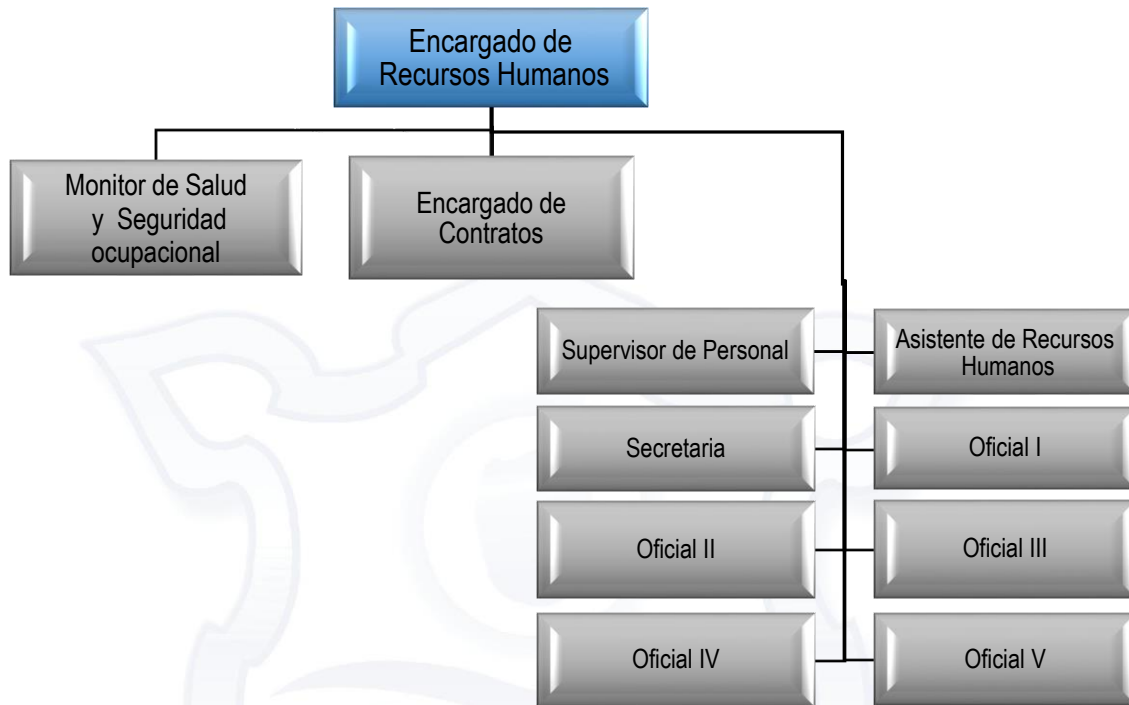 Encargado de
Recursos Humanos
Monitor de Salud
y Seguridad
ocupacional
Encargado de
Contratos
Supervisor de Personal
Asistente de Recursos
Humanos
Secretaria
Oficial I
Oficial II
Oficial III
Oficial IV
Oficial V